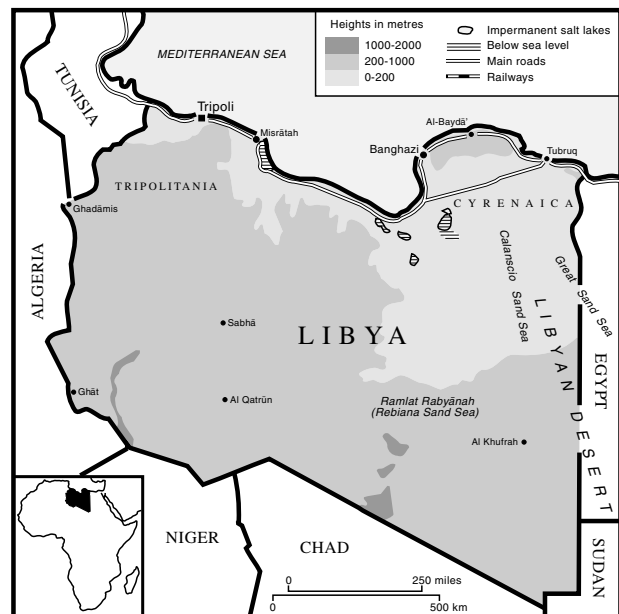 Heights in metres
1000-2000
200-1000
0-200
Impermanent salt lakes
Below sea level
Main roads
Railways
MEDITERRANEAN SEA
TUNISIA
Tripoli
Misrātah
Al-Baydā'
Banghazi
Tubruq
TRIPOLITANIA
CYRENAICA
Ghadāmis
ALGERIA
Calanscio
Sand Sea
Great Sand Sea
Sabhā
LIBYA
LIBYAN DESERT
EGYPT
Ghāt
Al Qatrūn
Ramlat Rabyānah
(Rebiana Sand Sea)
Al Khufrah
NIGER
CHAD
SUDAN
0
250 miles
0
500 km